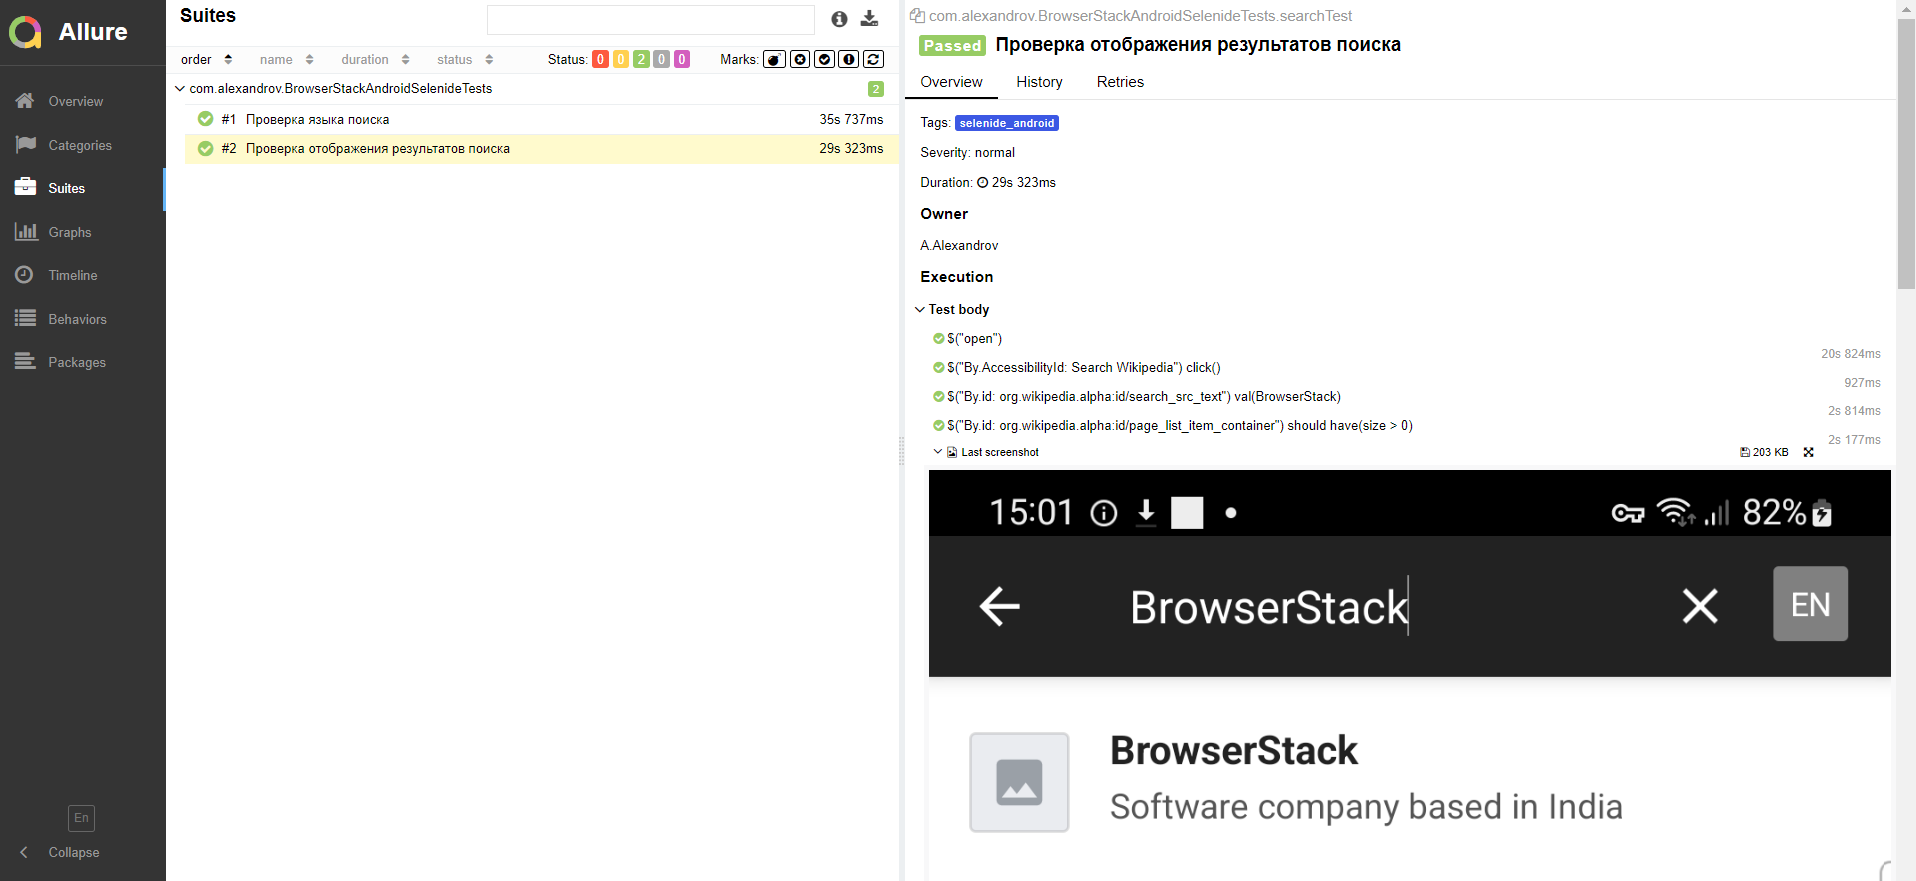 Allure
Overview
Categories
Suites
Graphs
Timeline
Behaviors
Packages
En
Collapse
Suites
order name duration status Status: 0 0 2 0 0 Marks:
com.alexandrov.BrowserStackAndroidSelenideTests 2
#1 Проверка языка поиска 35s 737ms
#2 Проверка отображения результатов поиска 29s 323ms
com.alexandrov.BrowserStackAndroidSelenideTests.searchTest
Passed Проверка отображения результатов поиска
Overview History Retries
Tags: selenide_android
Severity: normal
Duration: 29s 323ms
Owner
A.Alexandrov
Execution
Test body
$("open")
20s 824ms
$("By.AccessibilityId: Search Wikipedia") click()
927ms
$("By.id: org.wikipedia.alpha:id/search_src_text") val(BrowserStack)
2s 814ms
$("By.id: org.wikipedia.alpha:id/page_list_item_container") should have(size > 0)
2s 177ms
Last screenshot 203 KB
15:01 82%
BrowserStack EN
BrowserStack
Software company based in India